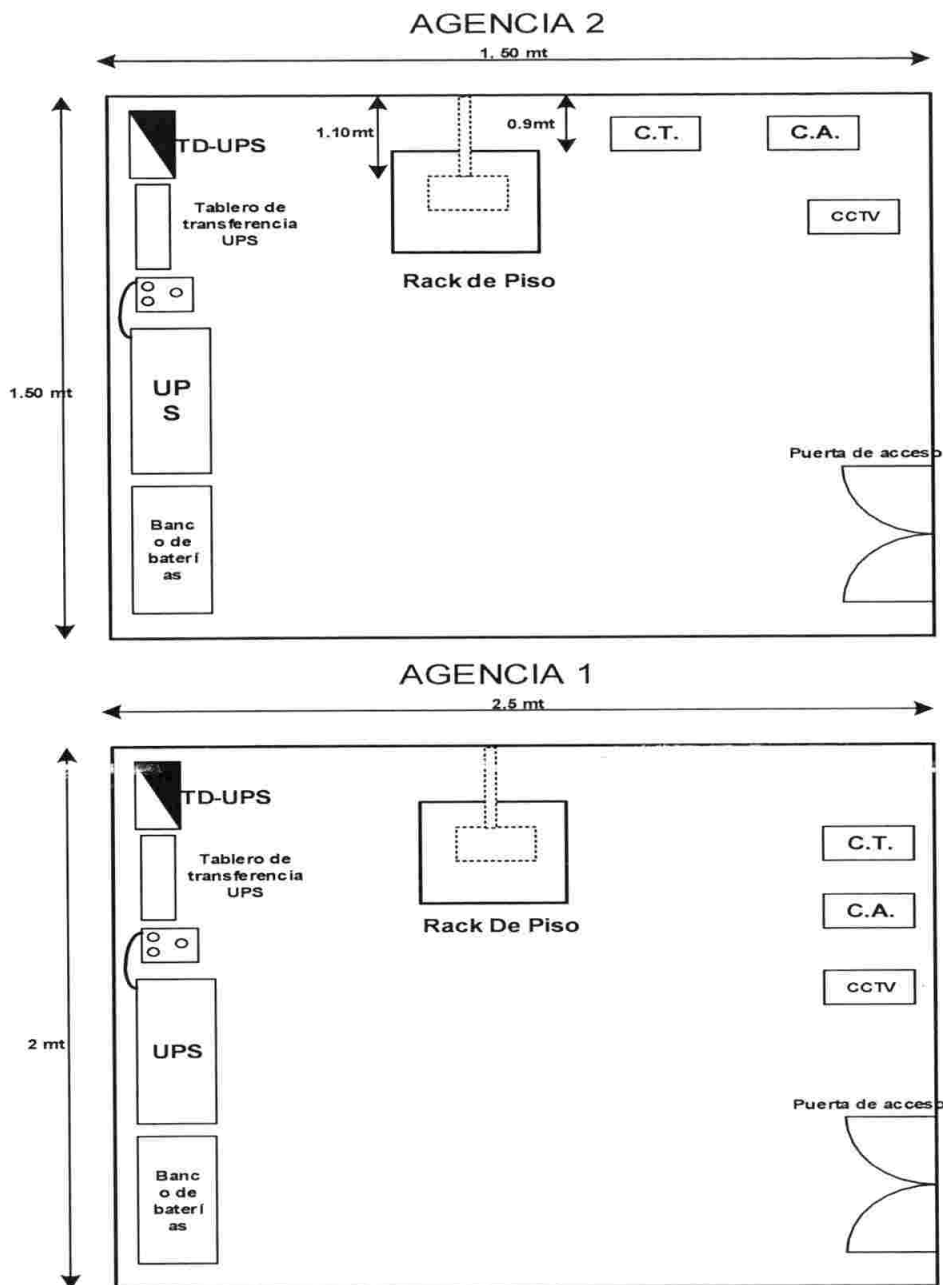 AGENCIA 2
1. 50 mt
1.10mt
0.9mt
C.T.
C.A.
TD-UPS
Tablero de
transferencia
UPS
CCTV
Rack de Piso
1.50 mt
UP
S
Puerta de acceso
Banc
o de
baterí
as
AGENCIA 1
2.5 mt
TD-UPS
Tablero de
transferencia
UPS
C.T.
C.A.
Rack De Piso
CCTV
2 mt
UPS
Puerta de acceso
Banc
o de
baterí
as